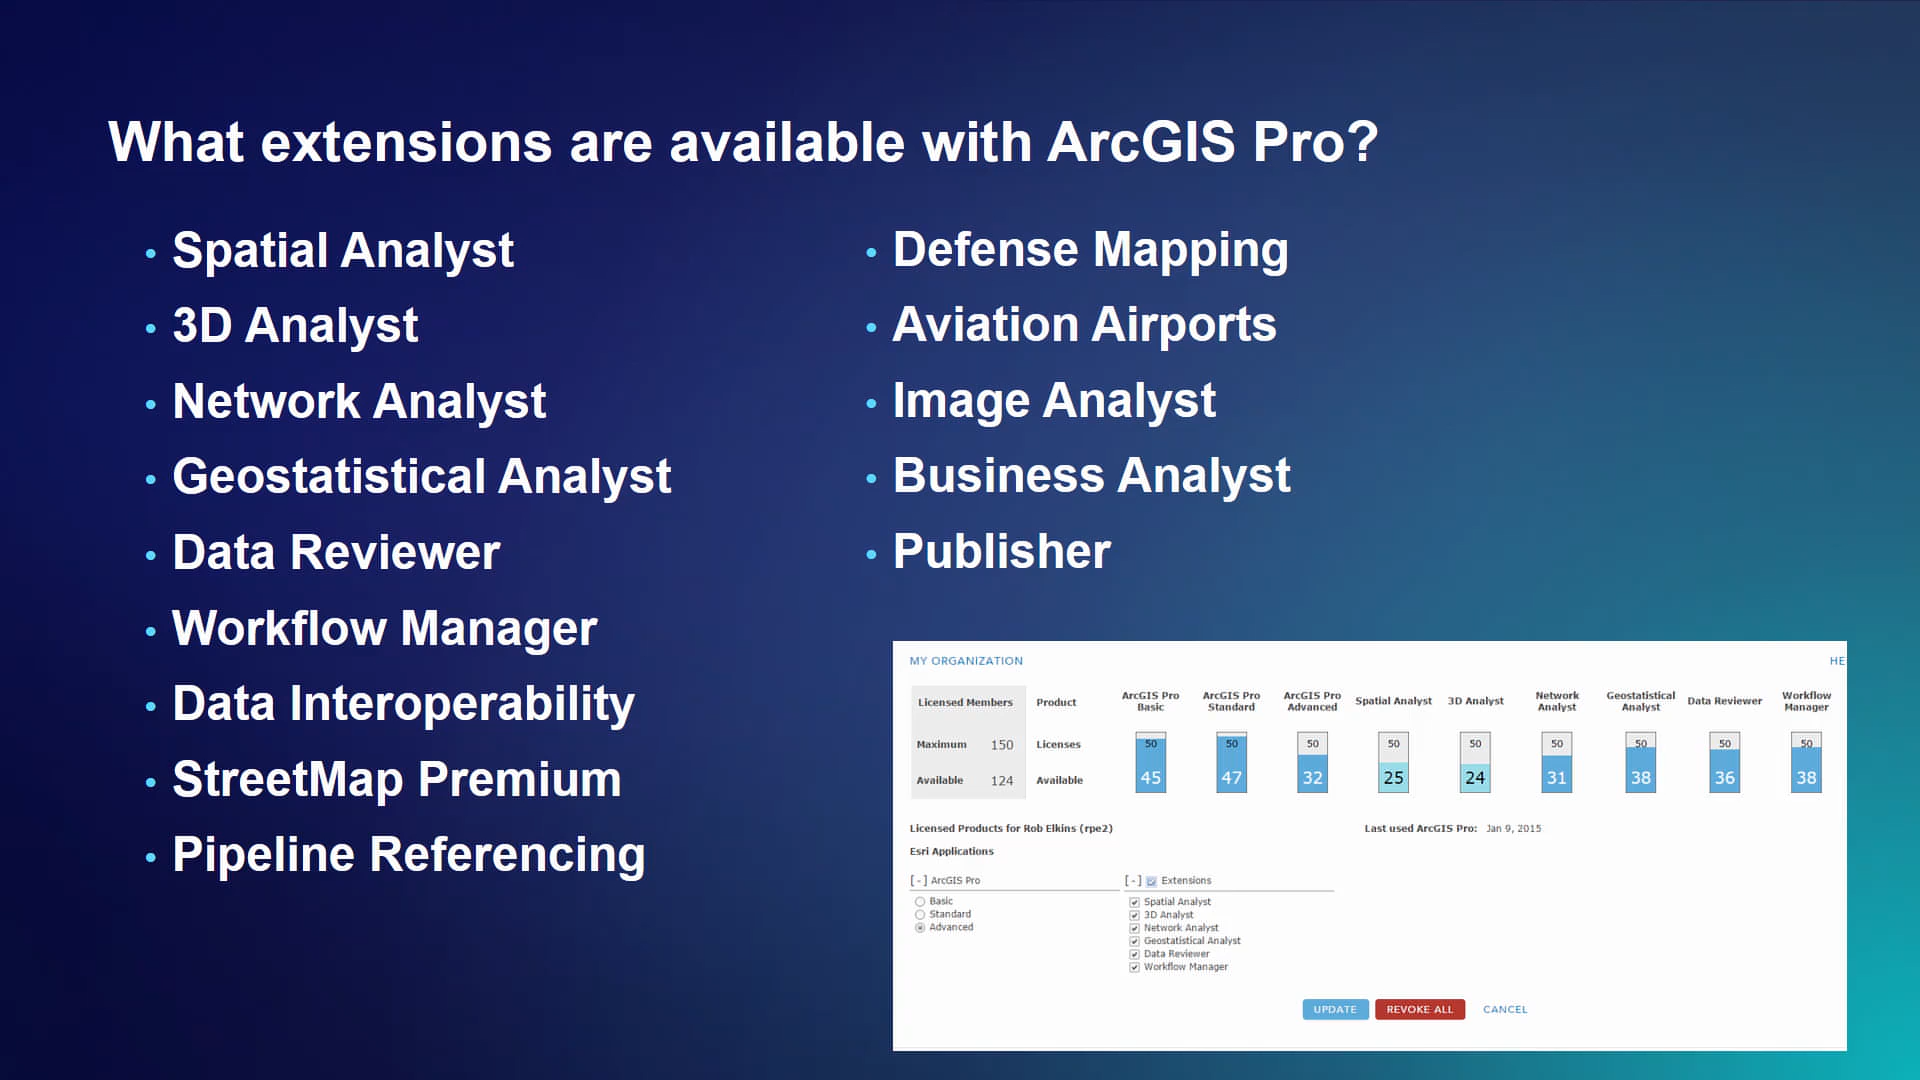 What extensions are available with ArcGIS Pro?
• Spatial Analyst
• 3D Analyst
• Network Analyst
• Geostatistical Analyst
• Data Reviewer
• Workflow Manager
• Data Interoperability
• StreetMap Premium
• Pipeline Referencing
• Defense Mapping
• Aviation Airports
• Image Analyst
• Business Analyst
• Publisher
MY ORGANIZATION HE
Licensed Members Product ArcGIS Pro Basic ArcGIS Pro Standard ArcGIS Pro Advanced Spatial Analyst 3D Analyst Network Analyst Geostatistical Analyst Data Reviewer Workflow Manager
Maximum 150 Licenses 50 50 50 50 50 50 50 50 50
Available 124 Available 45 47 32 25 24 31 38 36 38
Licensed Products for Rob Elkins (rpe2) Last used ArcGIS Pro: Jan 9, 2015
Esri Applications
[-] ArcGIS Pro [-] Extensions
Basic
Standard
Advanced
Spatial Analyst
3D Analyst
Network Analyst
Geostatistical Analyst
Data Reviewer
Workflow Manager
UPDATE REVOKE ALL CANCEL